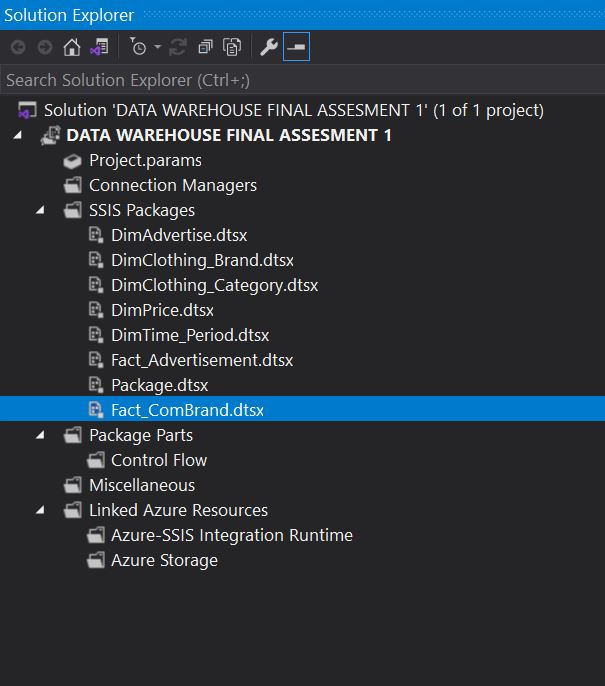 Solution Explorer
Search Solution Explorer (Ctrl+;)
Solution 'DATA WAREHOUSE FINAL ASSESMENT 1' (1 of 1 project)
DATA WAREHOUSE FINAL ASSESMENT 1
Project.params
Connection Managers
SSIS Packages
DimAdvertise.dtsx
DimClothing_Brand.dtsx
DimClothing_Category.dtsx
DimPrice.dtsx
DimTime_Period.dtsx
Fact_Advertisement.dtsx
Package.dtsx
Fact_ComBrand.dtsx
Package Parts
Control Flow
Miscellaneous
Linked Azure Resources
Azure-SSIS Integration Runtime
Azure Storage